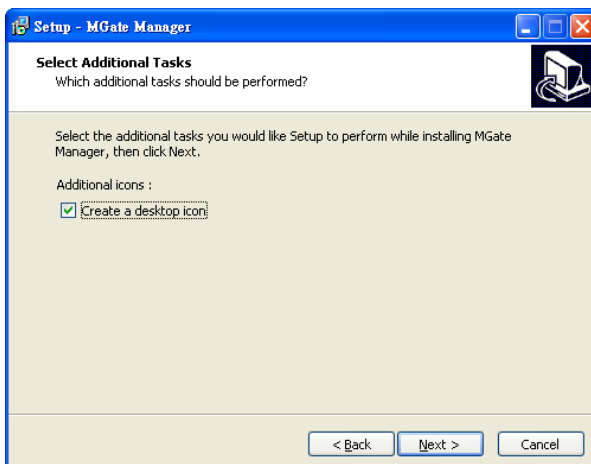 Setup - MGate Manager
Select Additional Tasks
Which additional tasks should be performed?
Select the additional tasks you would like Setup to perform while installing MGate
Manager, then click Next.
Additional icons :
Create a desktop icon
< Back Next > Cancel